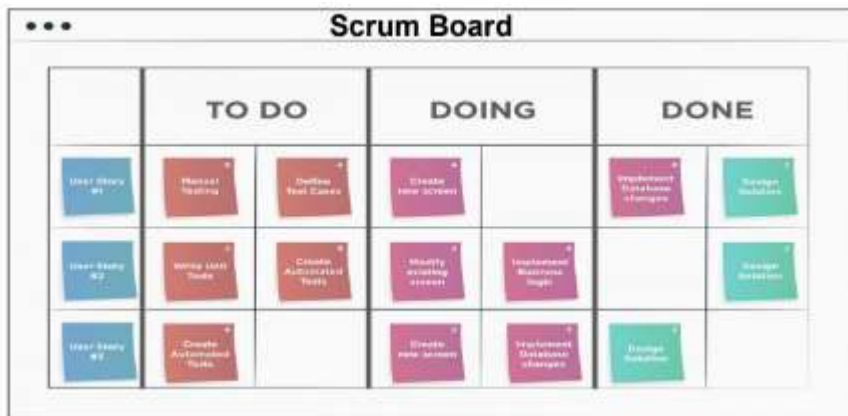 Scrum Board
TO DO
DOING
DONE
User Story
#1
Manual
Testing
Define
Test Cases
Create
new screen
Implement
Database
changes
Design
Solution
User Story
#2
Write Unit
Tests
Create
Automated
Tests
Modify
existing
screen
Implement
Business
logic
Design
Solution
User Story
#3
Create
Automated
Tests
Create
new screen
Implement
Database
changes
Design
Solution